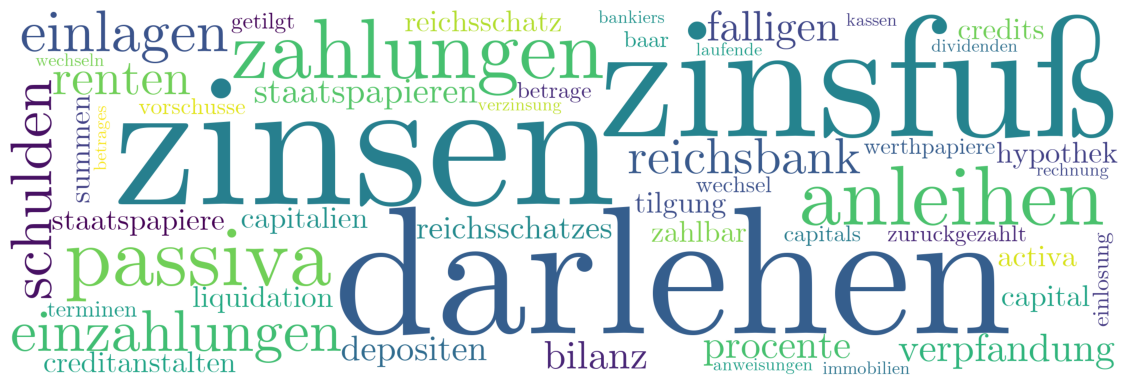 einlagen getilgt reichsschatz bankiers falligen kassen credits
wechseln zahlungen baar laufende dividenden
renten vorschusse staatspapieren verzinsung betrage zinsfuß
schulden summen betrages zinsen reichsbank werthpapiere hypothek
wechsel rechnung
staatspapiere capitalien reichsschatzes tilgung anleihen
passiva darlehen zahlbar capitals zuruckgezahlt
activa einlosung
liquidation capital
terminen
einzahlungen depositen bilanz procente verpfandung
creditanstalten anweisungen immobilien